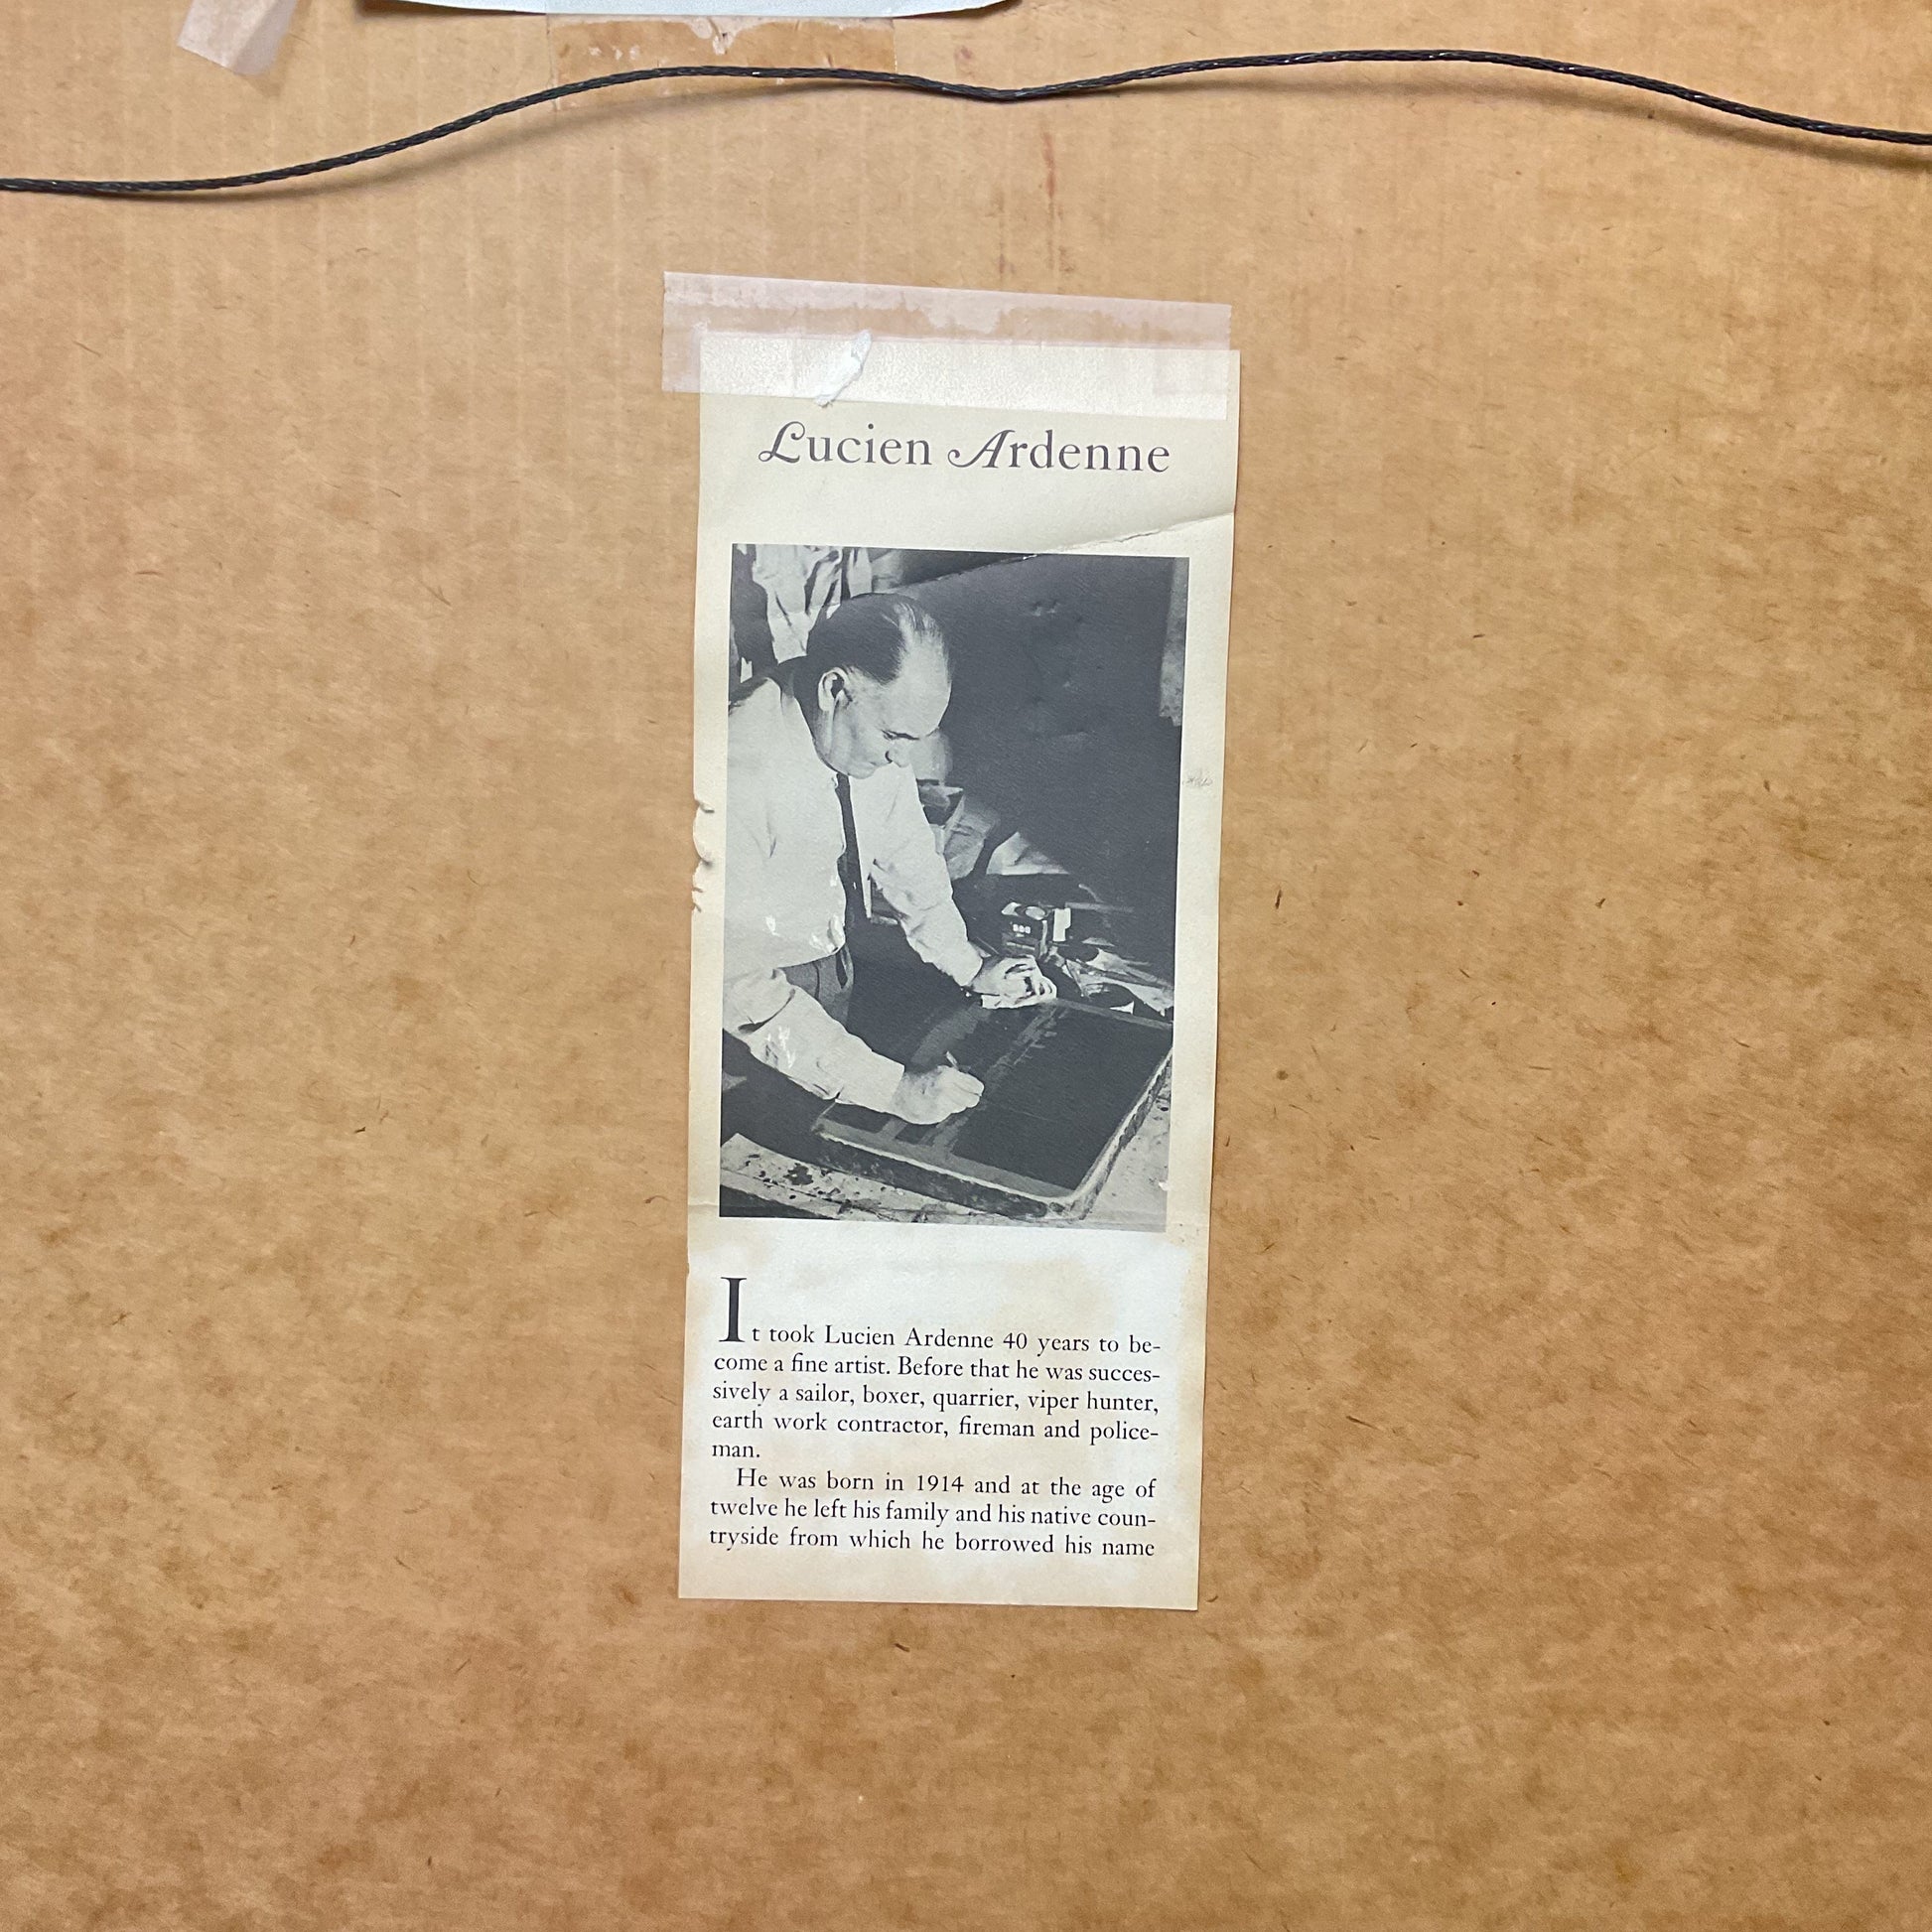 Lucien Ardenne
It took Lucien Ardenne 40 years to be-
come a fine artist. Before that he was succes-
sively a sailor, boxer, quarrier, viper hunter,
earth work contractor, fireman and police-
man.
He was born in 1914 and at the age of
twelve he left his family and his native coun-
tryside from which he borrowed his name